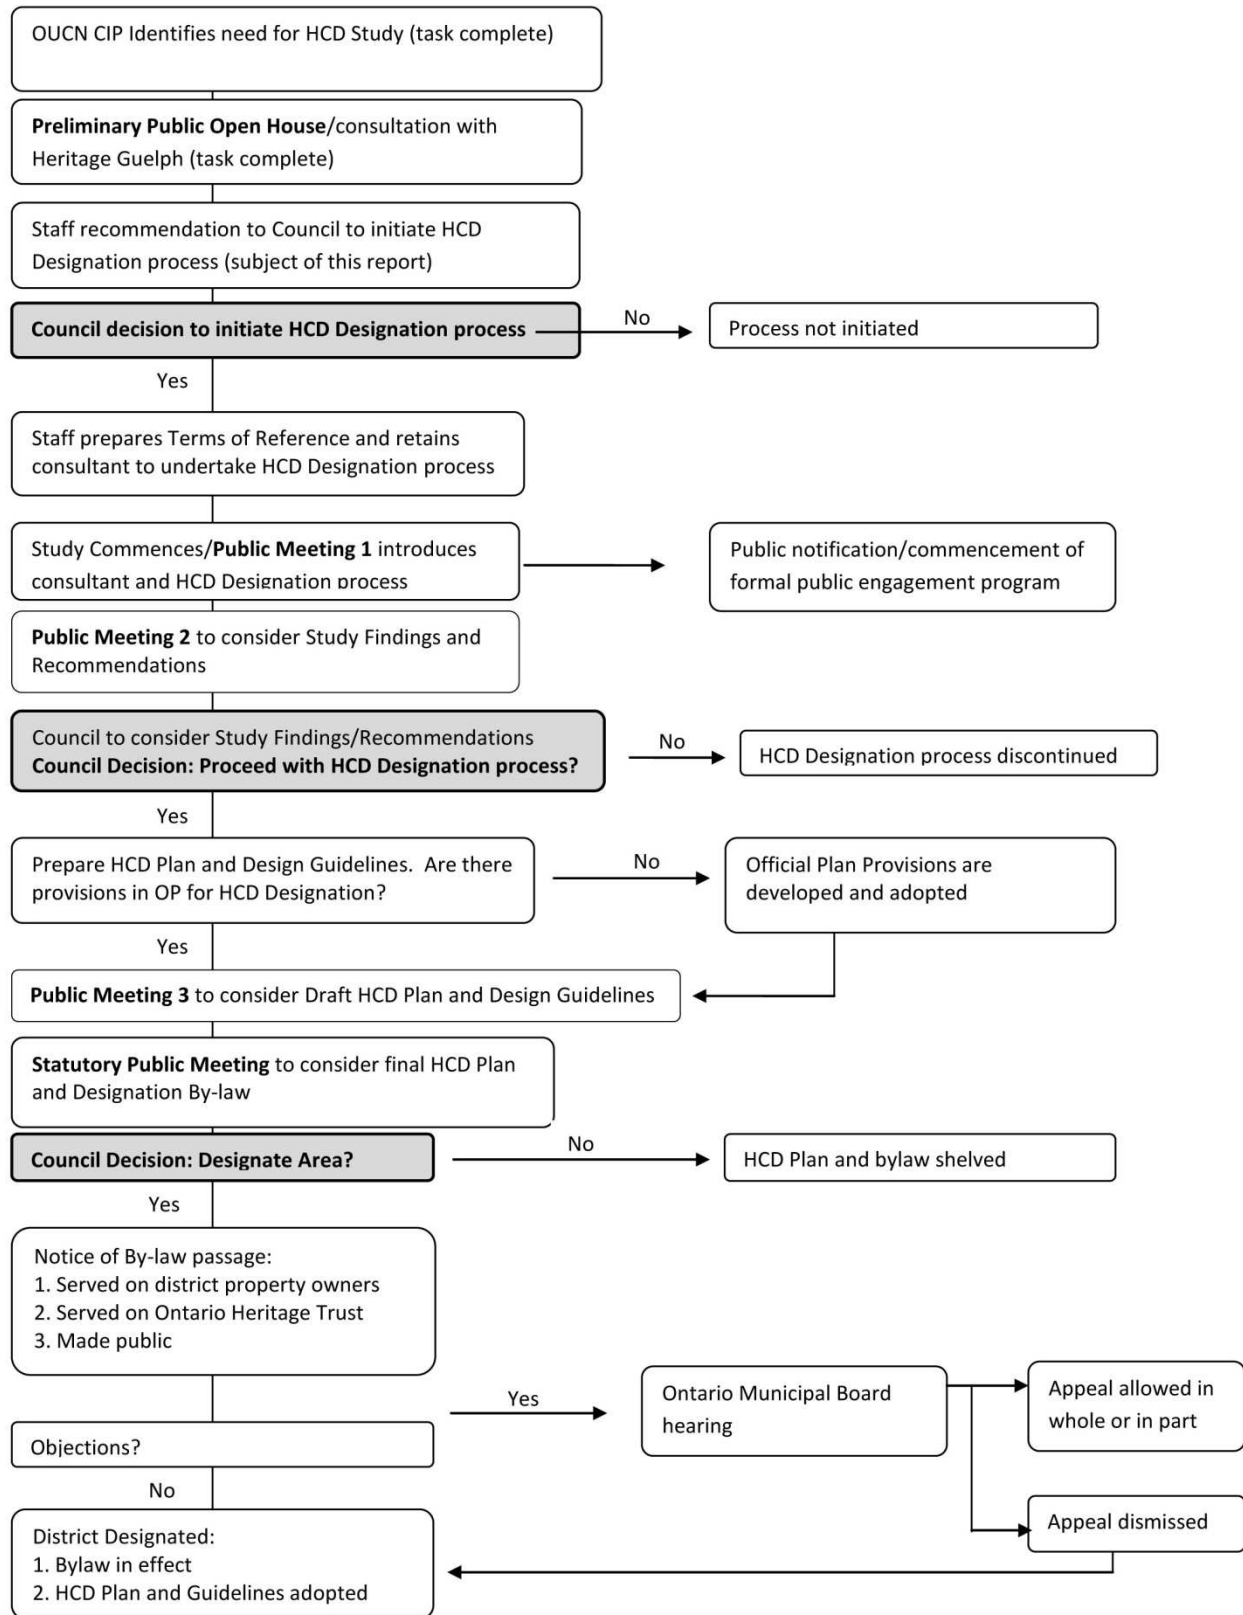 OUCN CIP Identifies need for HCD Study (task complete)
Preliminary Public Open House/consultation with
Heritage Guelph (task complete)
Staff recommendation to Council to initiate HCD
Designation process (subject of this report)
Council decision to initiate HCD Designation process
No
Process not initiated
Yes
Staff prepares Terms of Reference and retains
consultant to undertake HCD Designation process
Study Commences/Public Meeting 1 introduces
consultant and HCD Designation process
Public notification/commencement of
formal public engagement program
Public Meeting 2 to consider Study Findings and
Recommendations
Council to consider Study Findings/Recommendations
Council Decision: Proceed with HCD Designation process?
No
HCD Designation process discontinued
Yes
Prepare HCD Plan and Design Guidelines. Are there
provisions in OP for HCD Designation?
No
Official Plan Provisions are
developed and adopted
Yes
Public Meeting 3 to consider Draft HCD Plan and Design Guidelines
Statutory Public Meeting to consider final HCD Plan
and Designation By-law
Council Decision: Designate Area?
No
HCD Plan and bylaw shelved
Yes
Notice of By-law passage:
1. Served on district property owners
2. Served on Ontario Heritage Trust
3. Made public
Objections?
Yes
Ontario Municipal Board
hearing
Appeal allowed in
whole or in part
Appeal dismissed
No
District Designated:
1. Bylaw in effect
2. HCD Plan and Guidelines adopted